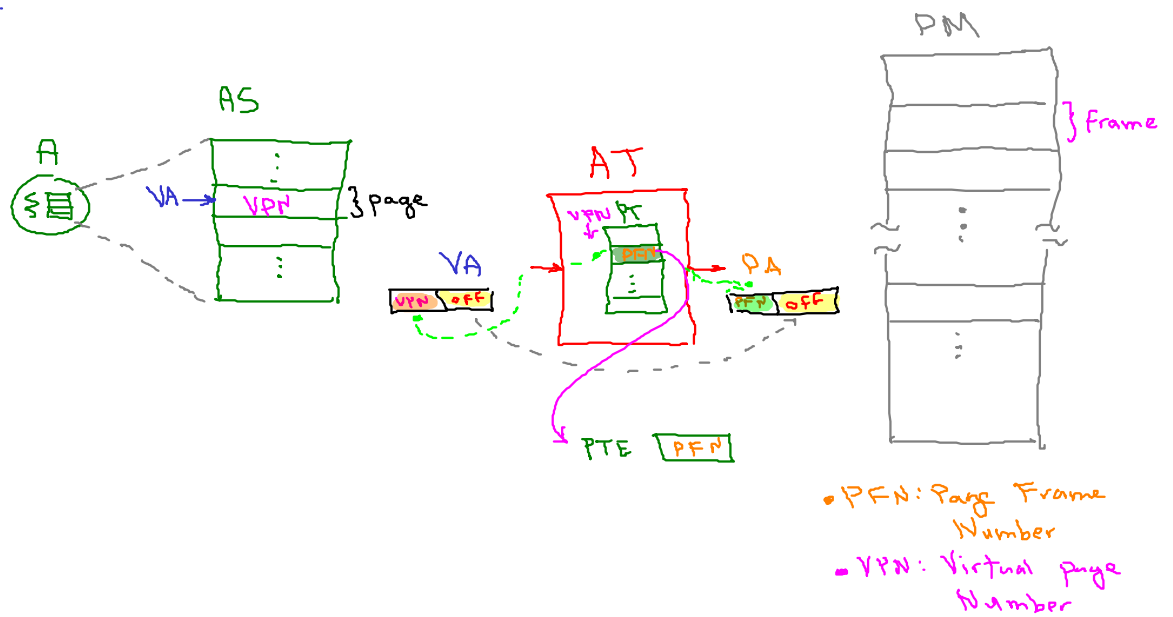 PM
AS
Frame
A
AT
VA
VPN
page
VPN PT
PFN
VA
PA
VPN OFF
PFN OFF
PTE PFN
• PFN: Page Frame
Number
• VPN: Virtual page
Number